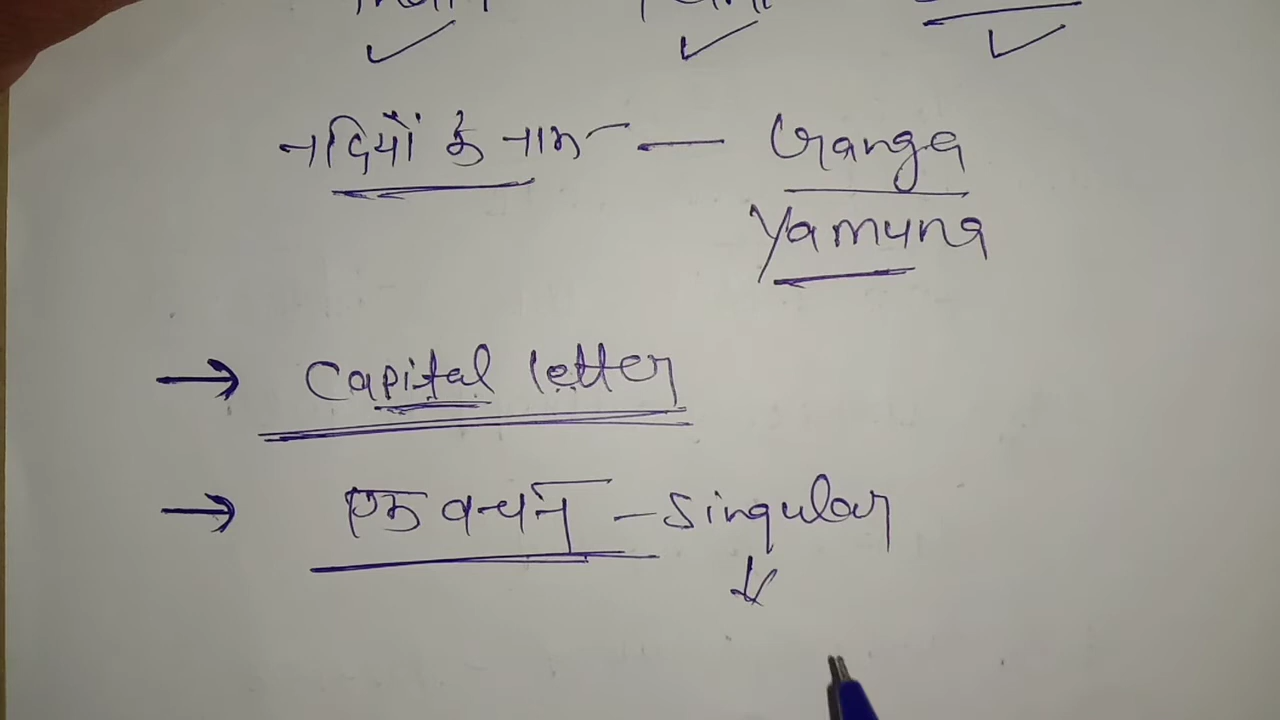 नदियों के नाम — Ganga
Yamuna
→ Capital letter
→ एक वचन - Singular